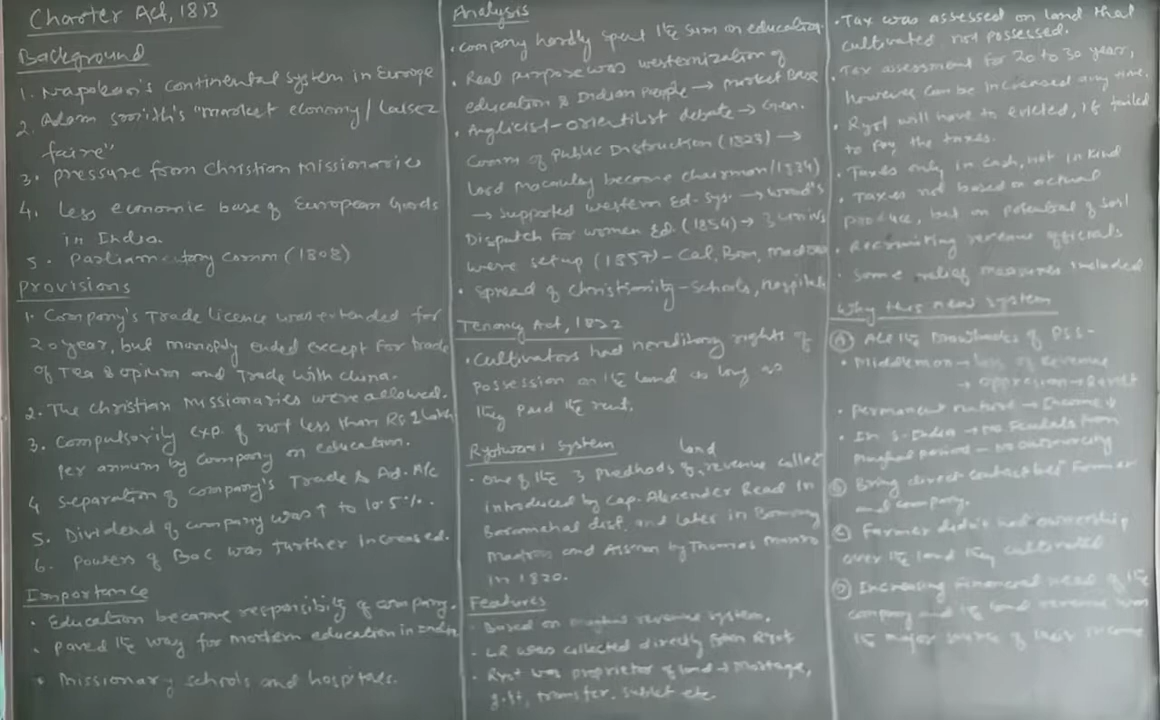 Charter Act, 1813
Background
1. Napolean's continental system in Europe
2. Adam smith's "market economy / Laisez
faire"
3. pressure from Christian Missionaries
4. Less economic base of European Goods
in India.
5. Parliamentory comm (1808)
Provisions
1. Company's Trade Licence was extended for
20 year, but monopoly ended except for trade
of Tea & opium and Trade with china.
2. The christian missionaries were allowed.
3. Compulsorily exp. of not less than Rs 1 Lakh
per annum by company on education.
4 Separation of company's Trade & Ad. A/c
5. Dividend of company was ↑ to 10.5%.
6. Powers of BoC was further Increased.
Importance
• Education became responsibity of company.
• Paved the way for modern education in India
• Missionary schools and hospitals.
Analysis
• company hardly spent the sum on education.
• Real purpose was westernization of
education & Indian People → market Base
• Anglicist-orientlist debate → Gen.
Comm of Public Instruction (1823) →
Lord Macaulay become chairman (1834)
→ supported western Ed. Sys. → wood's
Dispatch for women Ed. (1854) → 3 univs
were setup (1857) - Cal, Bom, Madras
• Spread of Christianity - Schools, hospitals
Tenancy Act, 1822
• Cultivators had hereditory rights of
possession on the land as long as
they paid the rent.
Ryotwari system
• one of the 3 methods of land revenue collect
introduced by Cap. Alexender Read in
Baramahal dist. and later in Bombay
Madras and Assam by Thomas Munro
in 1820.
Features
• Based on mughal revenue system.
• LR was collected directly from Ryot
• Ryot was proprietor of land → Mortage,
gift, transfer, sublet etc
• Tax was assessed on land that
cultivated, not possessed.
• Tax assessment for 20 to 30 year,
however can be increased any time.
• Ryot will have to evicted, if failed
to pay the taxes.
• Taxes only in cash, not in kind
• Taxes not based on actual
produce, but on potential of soil
• Recruiting revenue officials
• Some relief measures included
Why this new system
(A) All the Drawbacks of PSS -
• Middlemen → loss of Revenue
→ oppresion → Revolt
• Permanent nature → Income ↓
• In S-India → No Feudals from
Mughal period - No outsourcing
(B) Bring direct contact bet Farmer
and company.
(C) Farmer didn't had ownership
over the land they cultivated
(D) Increasing Financial need of the
company and the land revenue was
the major source of their income